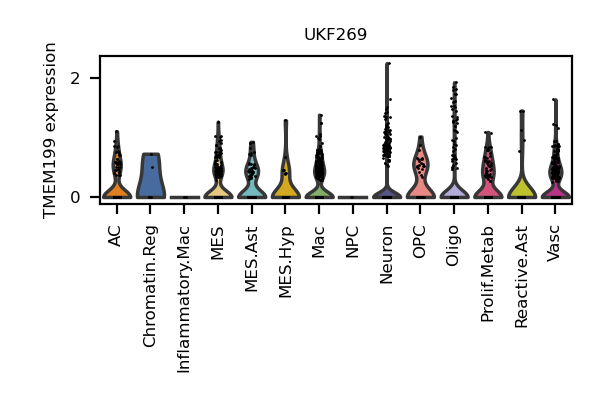 UKF269
TMEM199 expression
2
0
AC
Chromatin.Reg
Inflammatory.Mac
MES
MES.Ast
MES.Hyp
Mac
NPC
Neuron
OPC
Oligo
Prolif.Metab
Reactive.Ast
Vasc